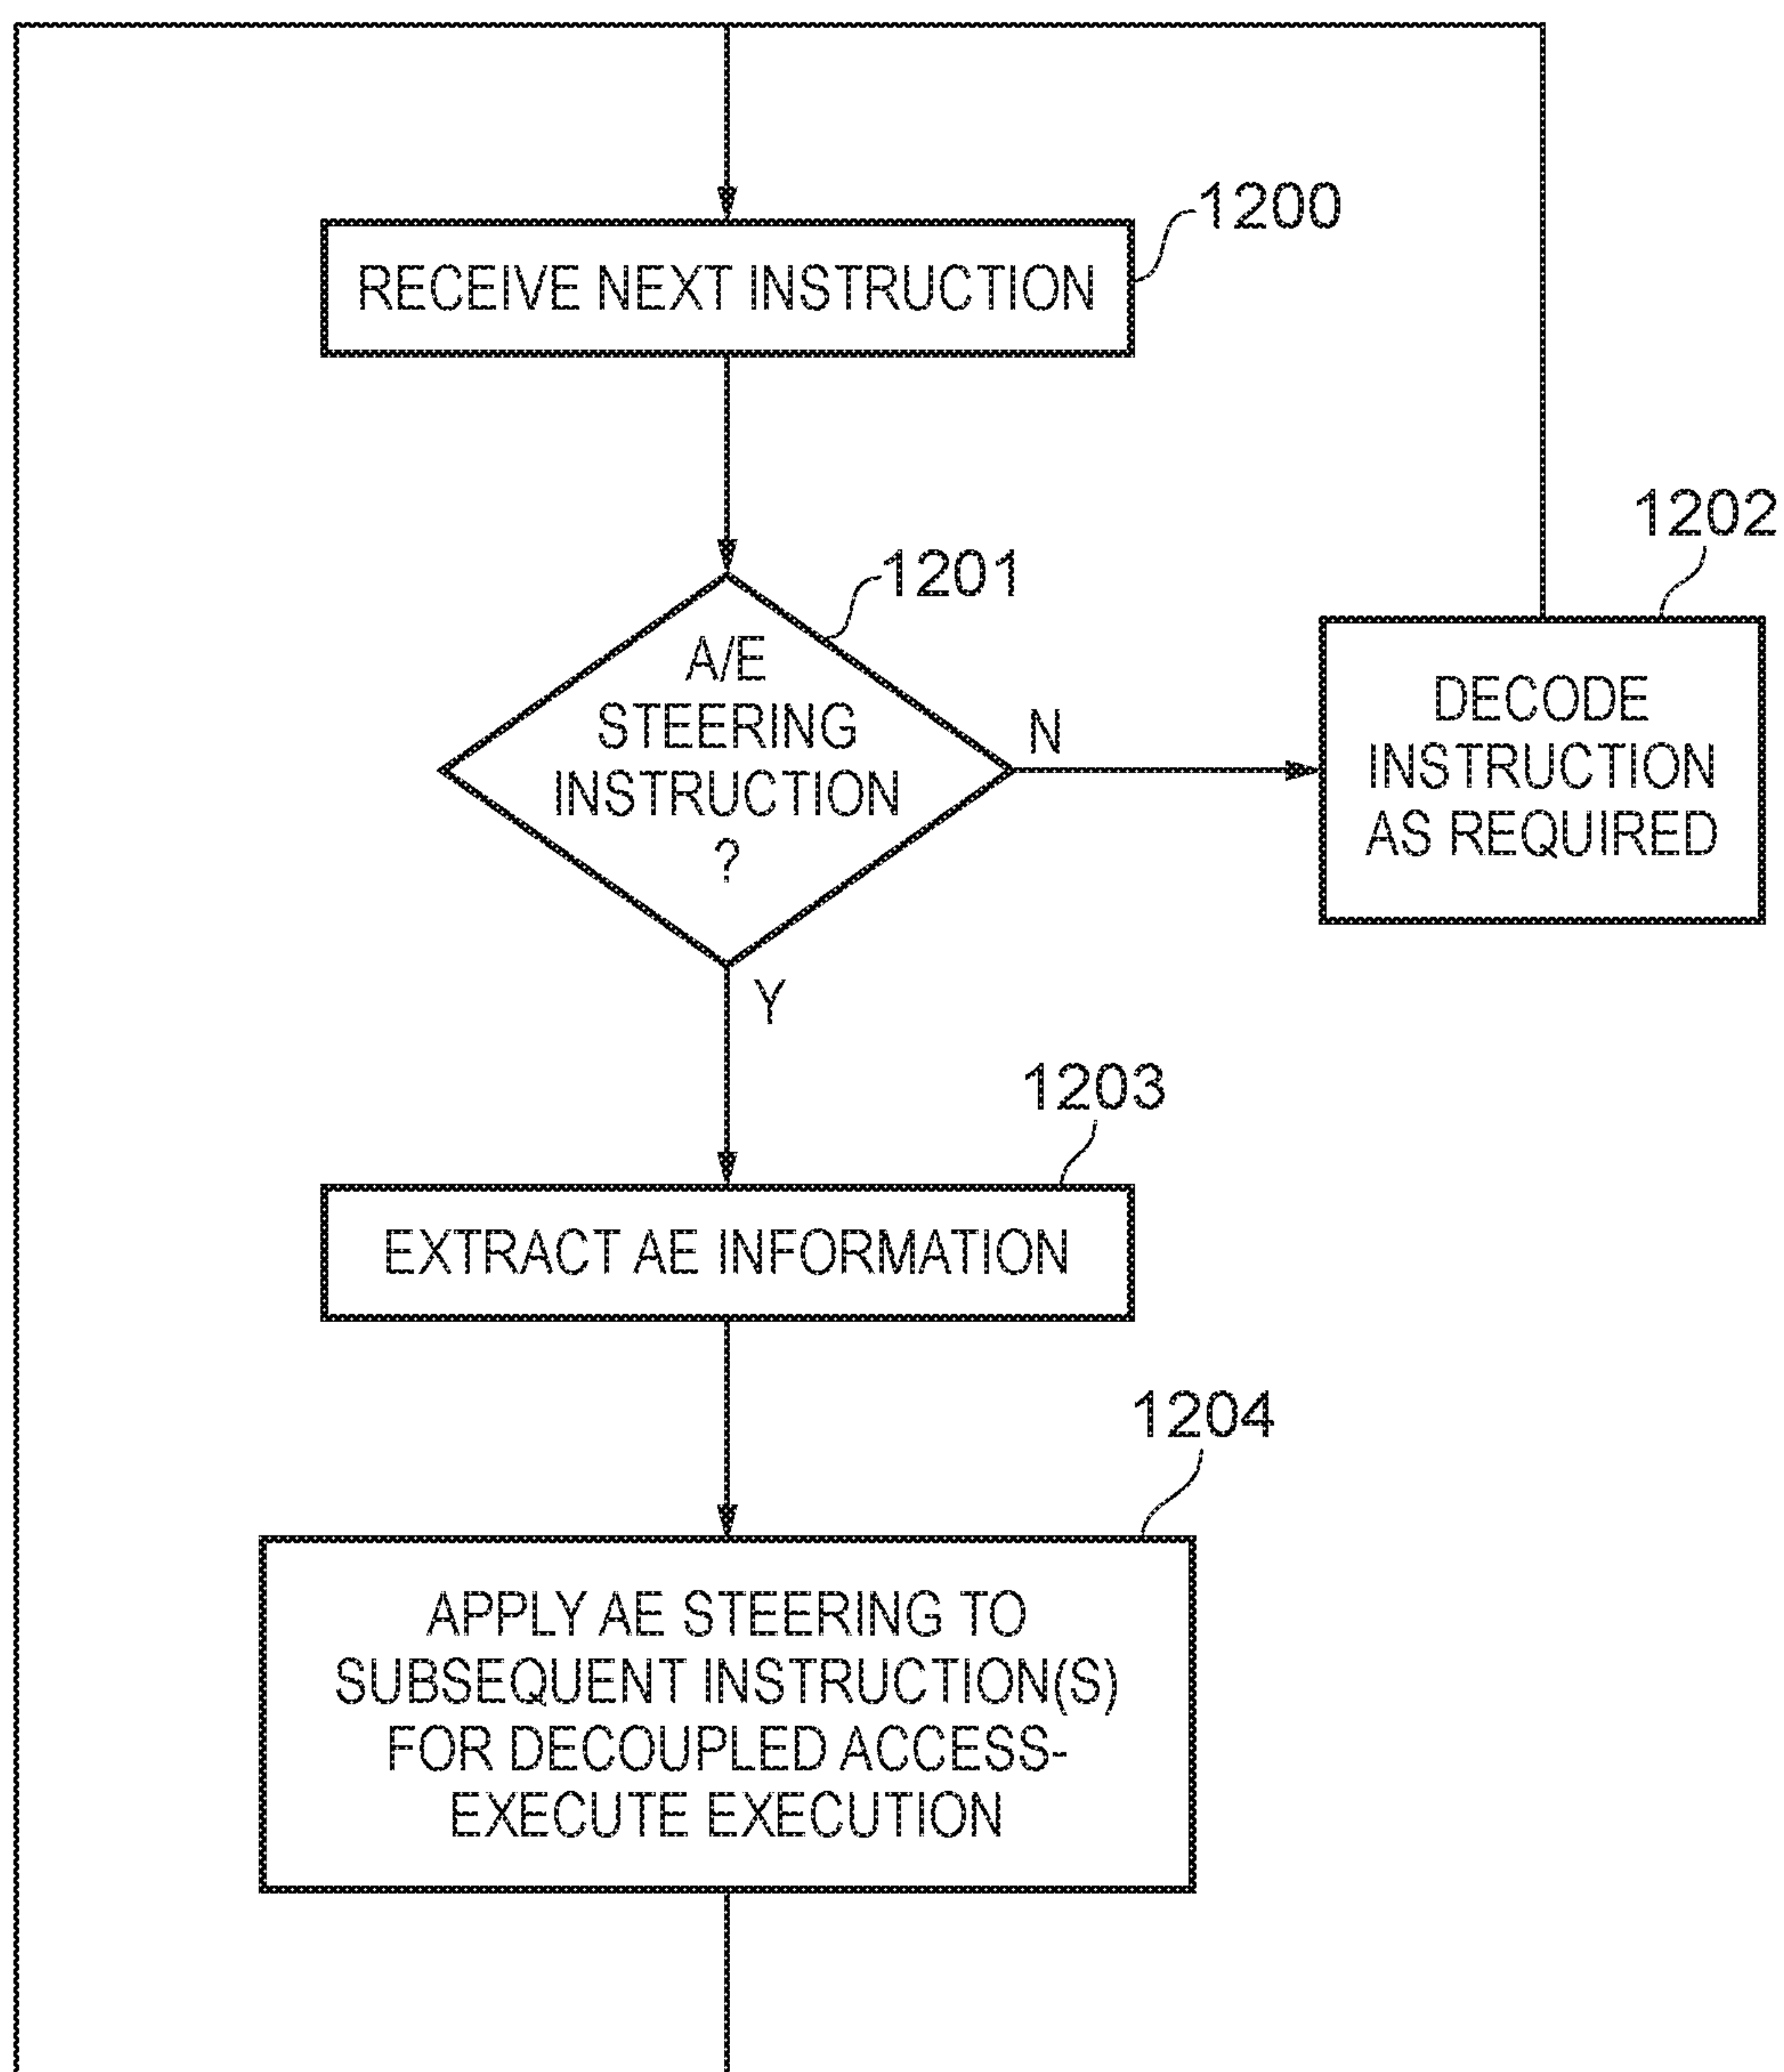 1200
RECEIVE NEXT INSTRUCTION
1201
A/E
STEERING
INSTRUCTION
?
N
1202
DECODE
INSTRUCTION
AS REQUIRED
Y
1203
EXTRACT AE INFORMATION
1204
APPLY AE STEERING TO
SUBSEQUENT INSTRUCTION(S)
FOR DECOUPLED ACCESS-
EXECUTE EXECUTION